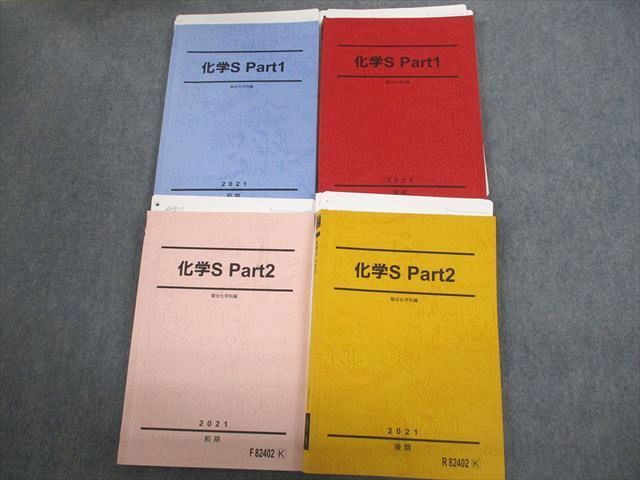 化学S Part1
駿台化学科編
2021
前期
化学S Part1
駿台化学科編
2021
後期
化学S Part2
駿台化学科編
2021
前期
F 82402 K
化学S Part2
駿台化学科編
2021
後期
R 82402 K